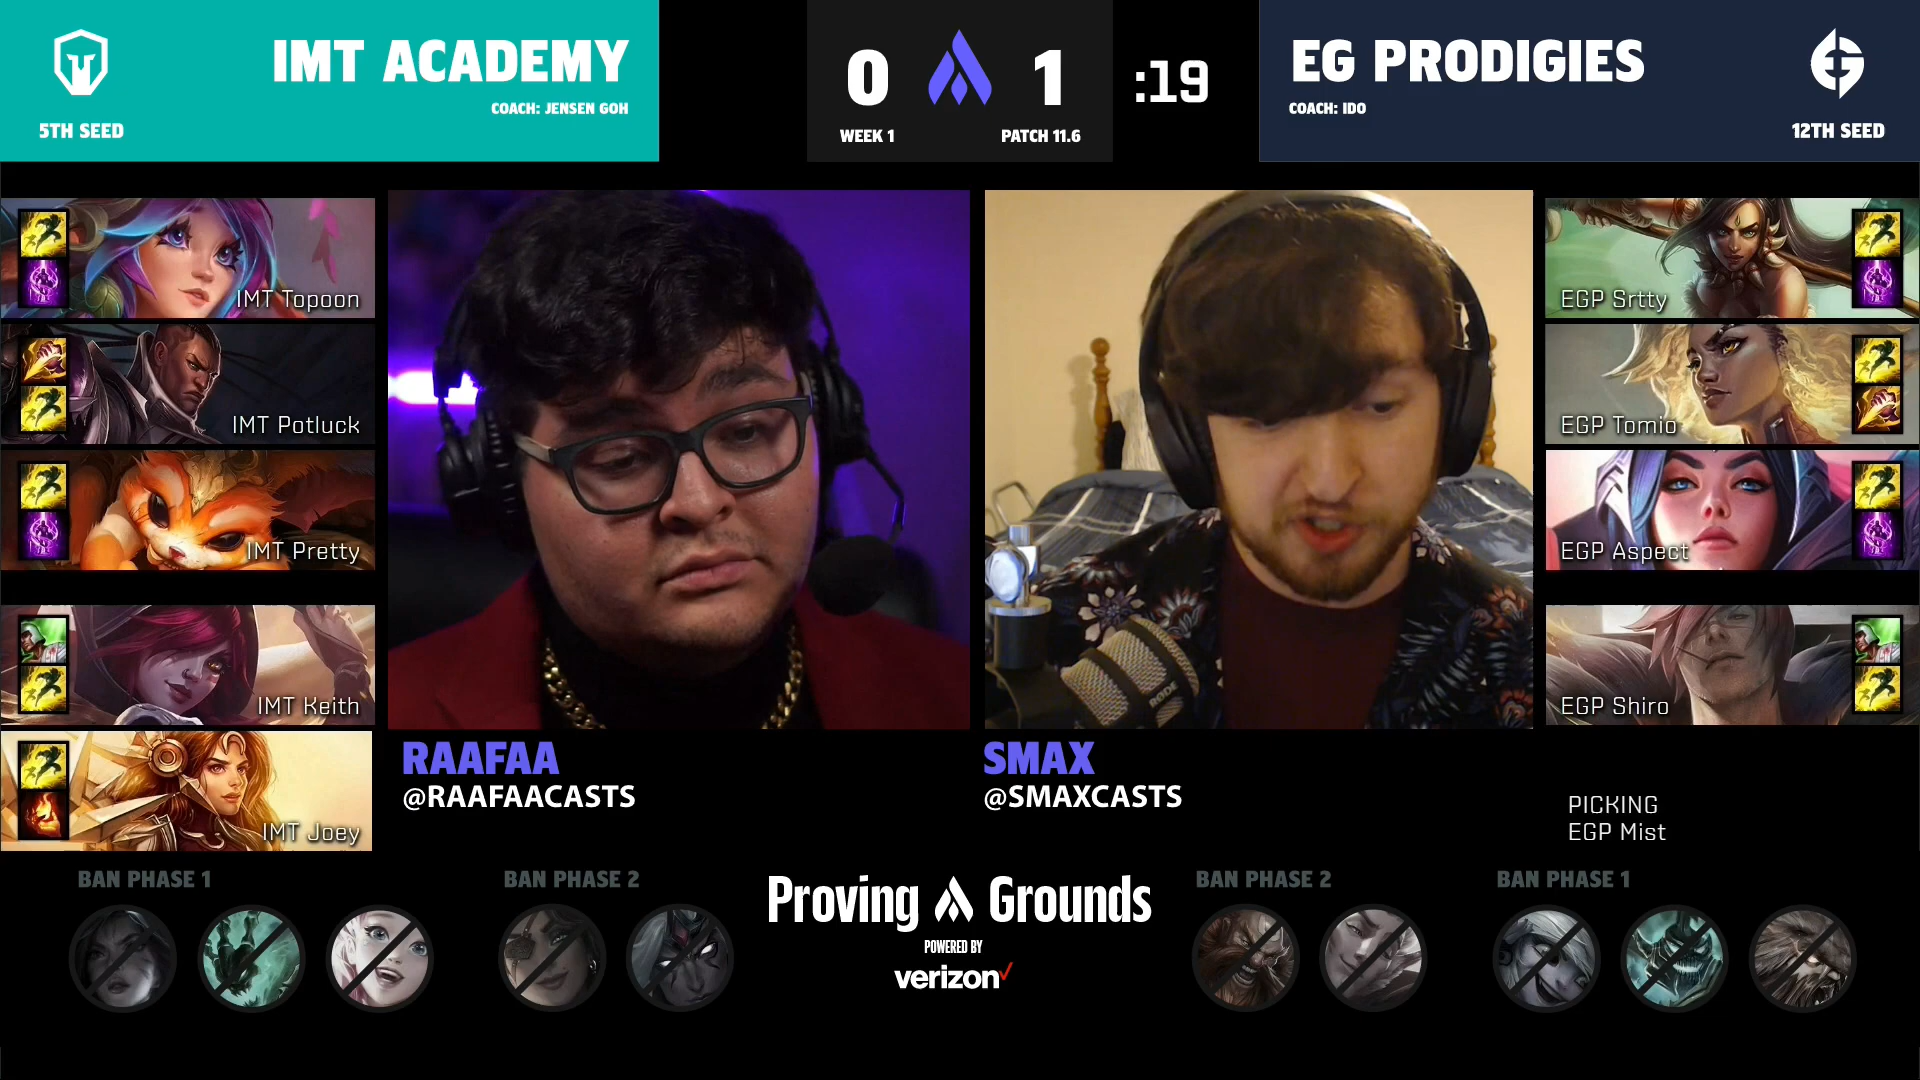 IMT ACADEMY
COACH: JENSEN GOH
5TH SEED
0
1
WEEK 1
PATCH 11.6
:19
EG PRODIGIES
COACH: IDO
12TH SEED
IMT Topoon
IMT Potluck
IMT Pretty
IMT Keith
IMT Joey
RODE
RAAFAA
@RAAFAACASTS
SMAX
@SMAXCASTS
EGP Srtty
EGP Tomio
EGP Aspect
EGP Shiro
PICKING
EGP Mist
BAN PHASE 1
BAN PHASE 2
Proving Grounds
POWERED BY
verizon
BAN PHASE 2
BAN PHASE 1